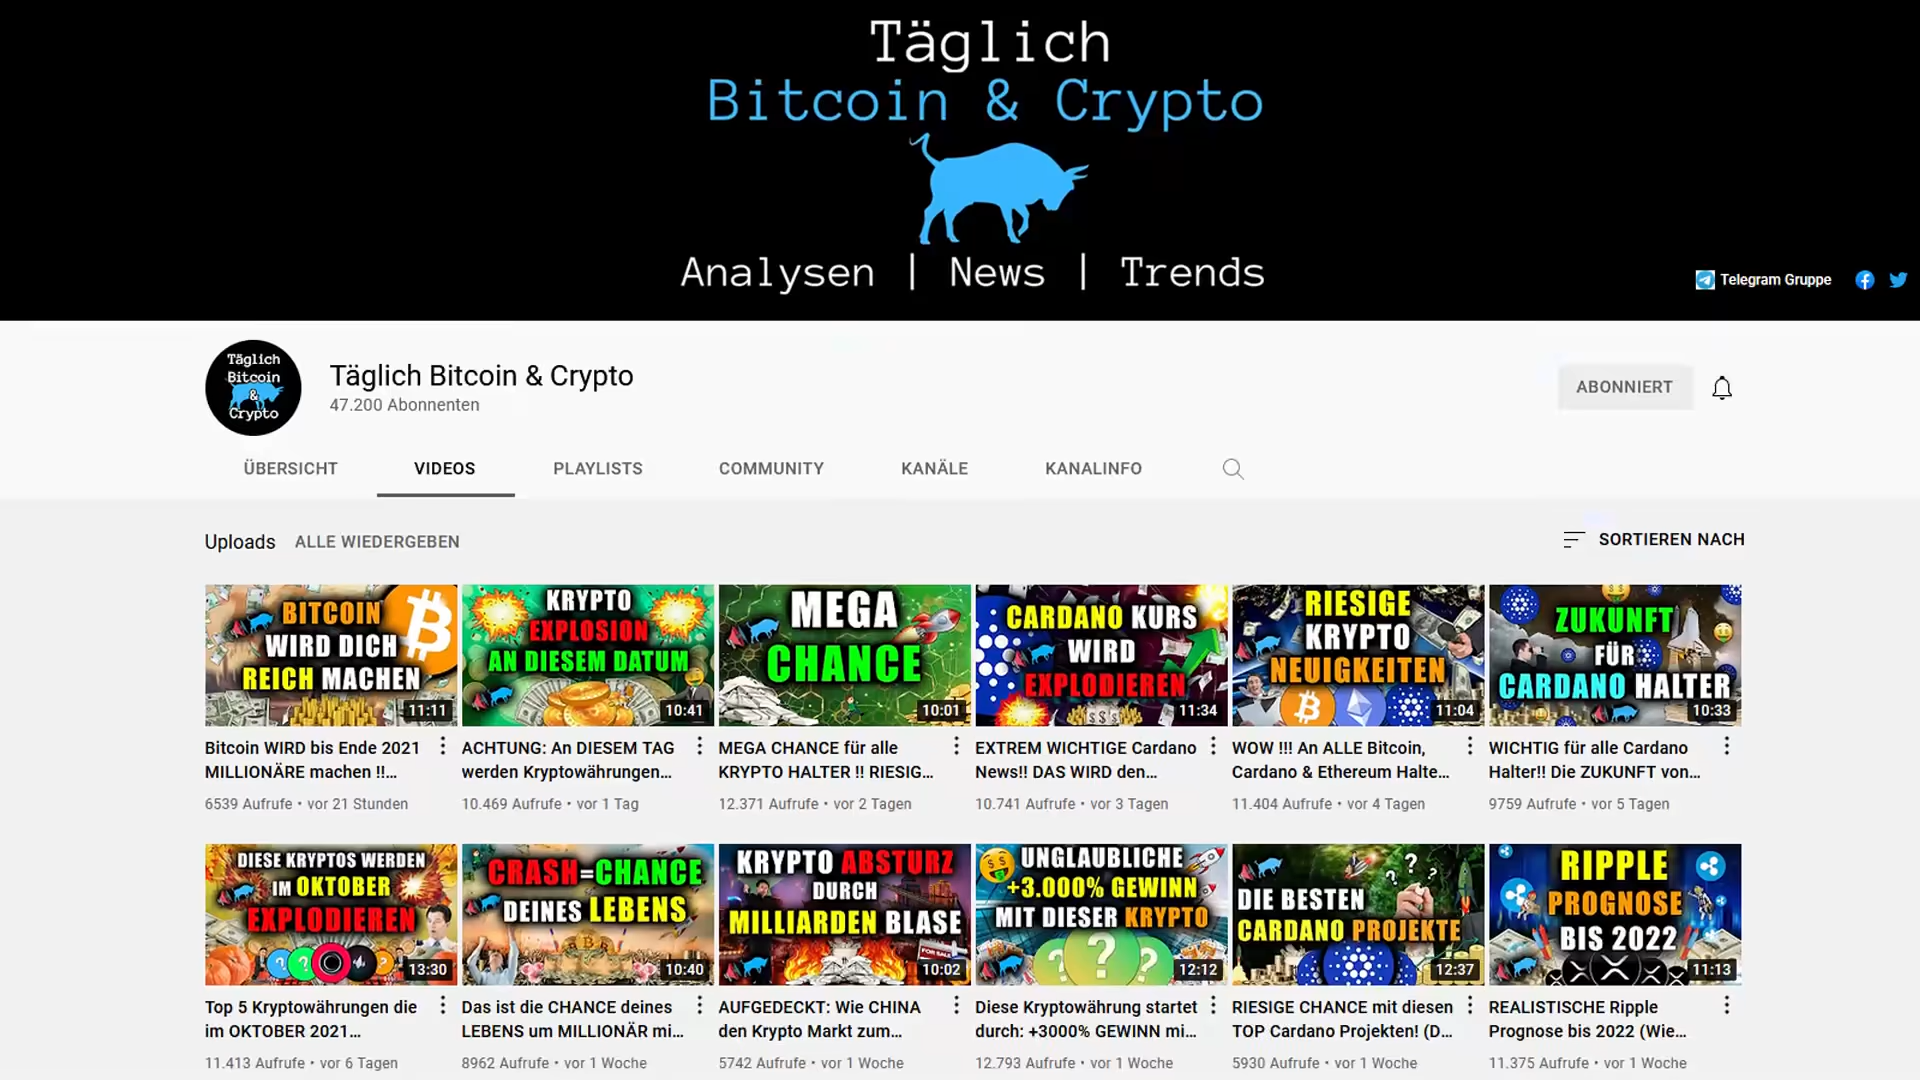 Täglich
Bitcoin & Crypto
Analysen | News | Trends
Telegram Gruppe
Täglich
Bitcoin
&
Crypto
Täglich Bitcoin & Crypto
47.200 Abonnenten
ABONNIERT
ÜBERSICHT
VIDEOS
PLAYLISTS
COMMUNITY
KANÄLE
KANALINFO
Uploads
ALLE WIEDERGEBEN
SORTIEREN NACH
BITCOIN
WIRD DICH
REICH MACHEN
11:11
Bitcoin WIRD bis Ende 2021
MILLIONÄRE machen !!...
6539 Aufrufe • vor 21 Stunden
KRYPTO
EXPLOSION
AN DIESEM DATUM
10:41
ACHTUNG: An DIESEM TAG
werden Kryptowährungen...
10.469 Aufrufe • vor 1 Tag
MEGA
CHANCE
10:01
MEGA CHANCE für alle
KRYPTO HALTER !! RIESIG...
12.371 Aufrufe • vor 2 Tagen
CARDANO KURS
WIRD
EXPLODIEREN
11:34
EXTREM WICHTIGE Cardano
News!! DAS WIRD den...
10.741 Aufrufe • vor 3 Tagen
RIESIGE
KRYPTO
NEUIGKEITEN
11:04
WOW !!! An ALLE Bitcoin,
Cardano & Ethereum Halte...
11.404 Aufrufe • vor 4 Tagen
ZUKUNFT
FÜR
CARDANO HALTER
10:33
WICHTIG für alle Cardano
Halter!! Die ZUKUNFT von...
9759 Aufrufe • vor 5 Tagen
DIESE KRYPTOS WERDEN
IM OKTOBER
EXPLODIEREN
13:30
Top 5 Kryptowährungen die
im OKTOBER 2021...
11.413 Aufrufe • vor 6 Tagen
CRASH=CHANCE
DEINES LEBENS
10:40
Das ist die CHANCE deines
LEBENS um MILLIONÄR mi...
8962 Aufrufe • vor 1 Woche
KRYPTO ABSTURZ
DURCH
MILLIARDEN BLASE
FOR SALE
10:02
AUFGEDECKT: Wie CHINA
den Krypto Markt zum...
5742 Aufrufe • vor 1 Woche
UNGLAUBLICHE
+3.000% GEWINN
MIT DIESER KRYPTO
12:12
Diese Kryptowährung startet
durch: +3000% GEWINN mi...
12.793 Aufrufe • vor 1 Woche
DIE BESTEN
CARDANO PROJEKTE
12:37
RIESIGE CHANCE mit diesen
TOP Cardano Projekten! (D...
5930 Aufrufe • vor 1 Woche
RIPPLE
PROGNOSE
BIS 2022
11:13
REALISTISCHE Ripple
Prognose bis 2022 (Wie...
11.375 Aufrufe • vor 1 Woche